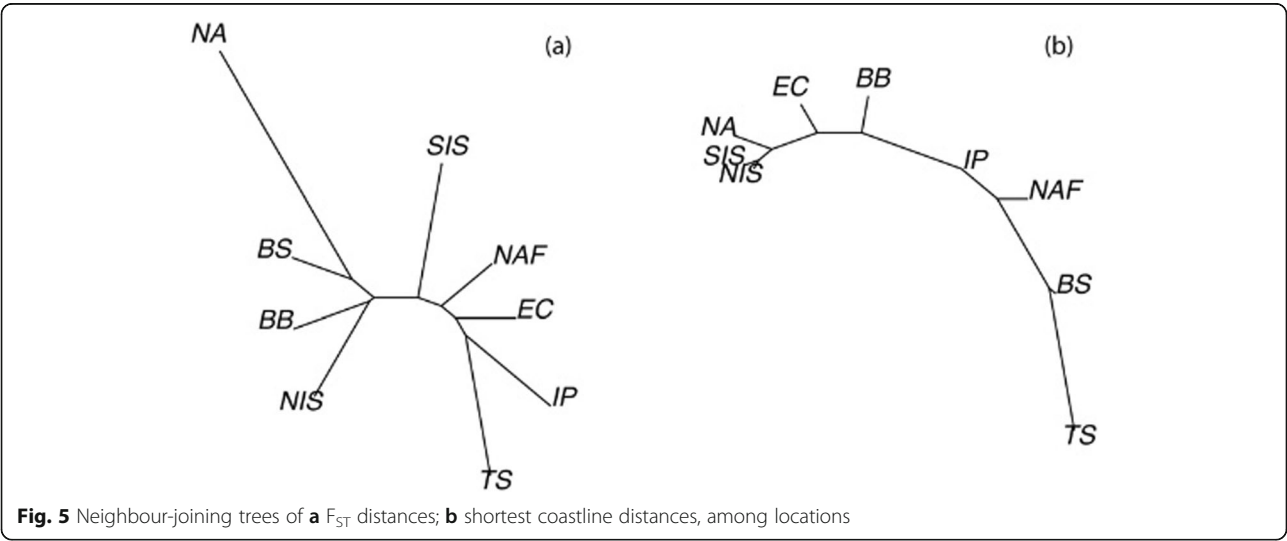 NA
(a)
SIS
BS
NAF
BB
EC
NIS
IP
TS
(b)
BB
EC
NA
SIS
NIS
IP
NAF
BS
TS
Fig. 5 Neighbour-joining trees of a FST distances; b shortest coastline distances, among locations